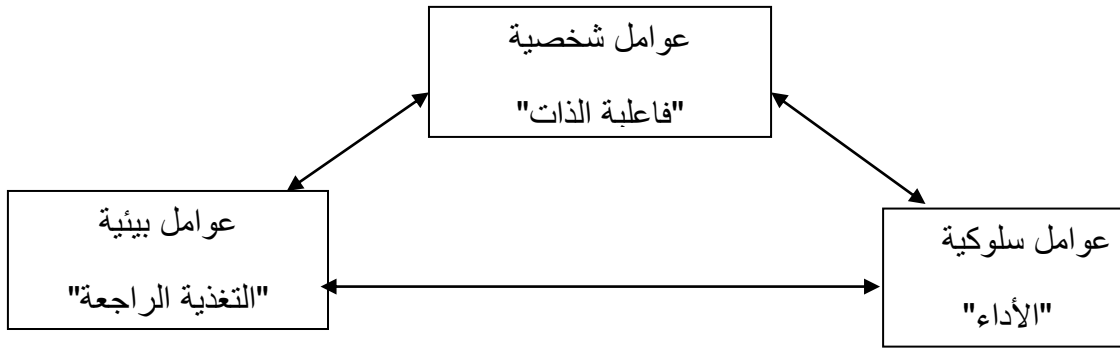 عوامل شخصية
"فاعلية الذات"
عوامل سلوكية
"الأداء"
عوامل بيئية
"التغذية الراجعة"